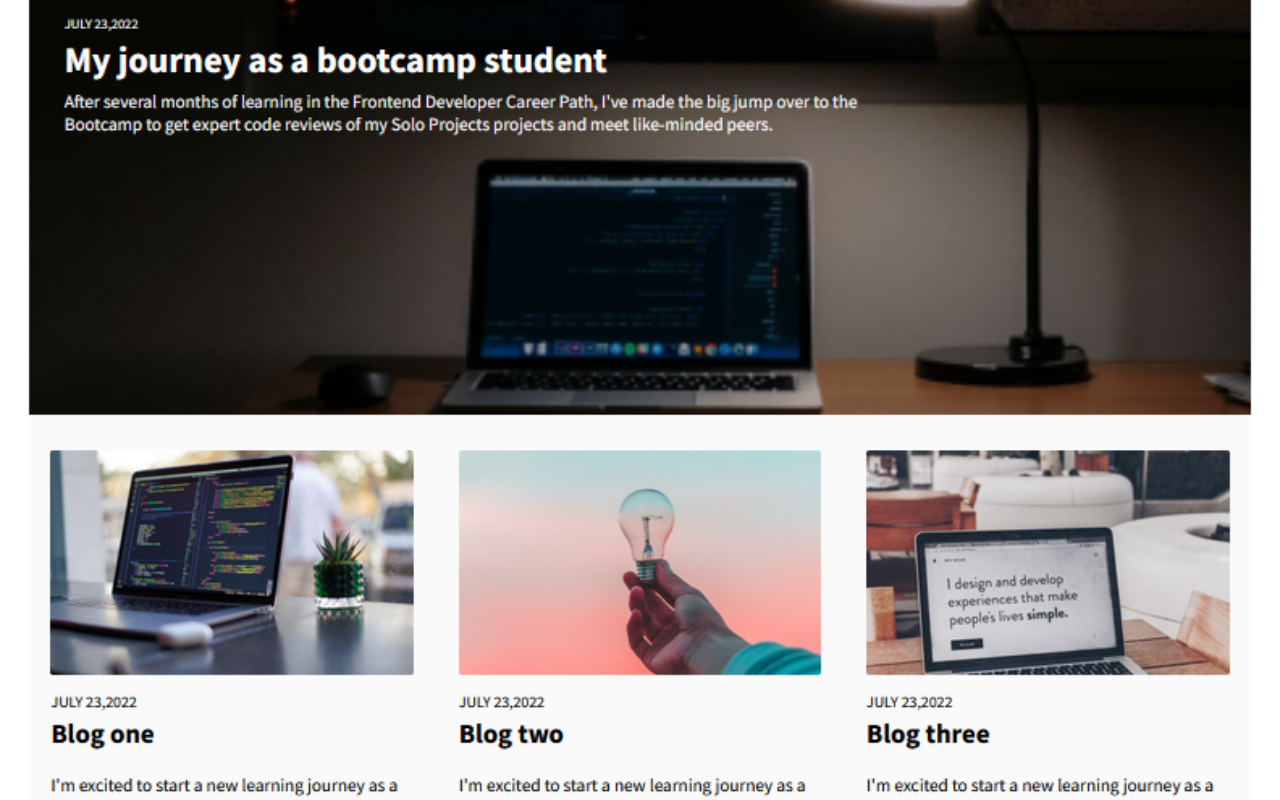 JULY 23,2022
My journey as a bootcamp student
After several months of learning in the Frontend Developer Career Path, I've made the big jump over to the
Bootcamp to get expert code reviews of my Solo Projects projects and meet like-minded peers.
I design and develop
experiences that make
people's lives simple.
JULY 23,2022
Blog one
I'm excited to start a new learning journey as a
JULY 23,2022
Blog two
I'm excited to start a new learning journey as a
JULY 23,2022
Blog three
I'm excited to start a new learning journey as a